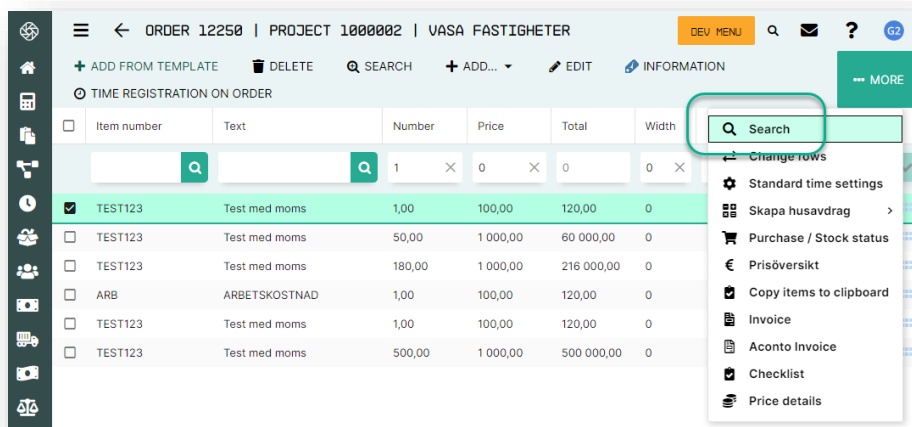 ORDER 12250 | PROJECT 1000002 | VASA FASTIGHETER DEV MENU ? G2
ADD FROM TEMPLATE DELETE SEARCH ADD... EDIT INFORMATION
MORE
TIME REGISTRATION ON ORDER
Item number Text Number Price Total Width
1 0 0 0
TEST123 Test med moms 1,00 100,00 120,00 0
TEST123 Test med moms 50,00 1 000,00 60 000,00 0
TEST123 Test med moms 180,00 1 000,00 216 000,00 0
ARB ARBETSKOSTNAD 1,00 100,00 120,00 0
TEST123 Test med moms 1,00 100,00 120,00 0
TEST123 Test med moms 500,00 1 000,00 500 000,00 0
Search
Change rows
Standard time settings
Skapa husavdrag
Purchase / Stock status
Prisöversikt
Copy items to clipboard
Invoice
Aconto Invoice
Checklist
Price details